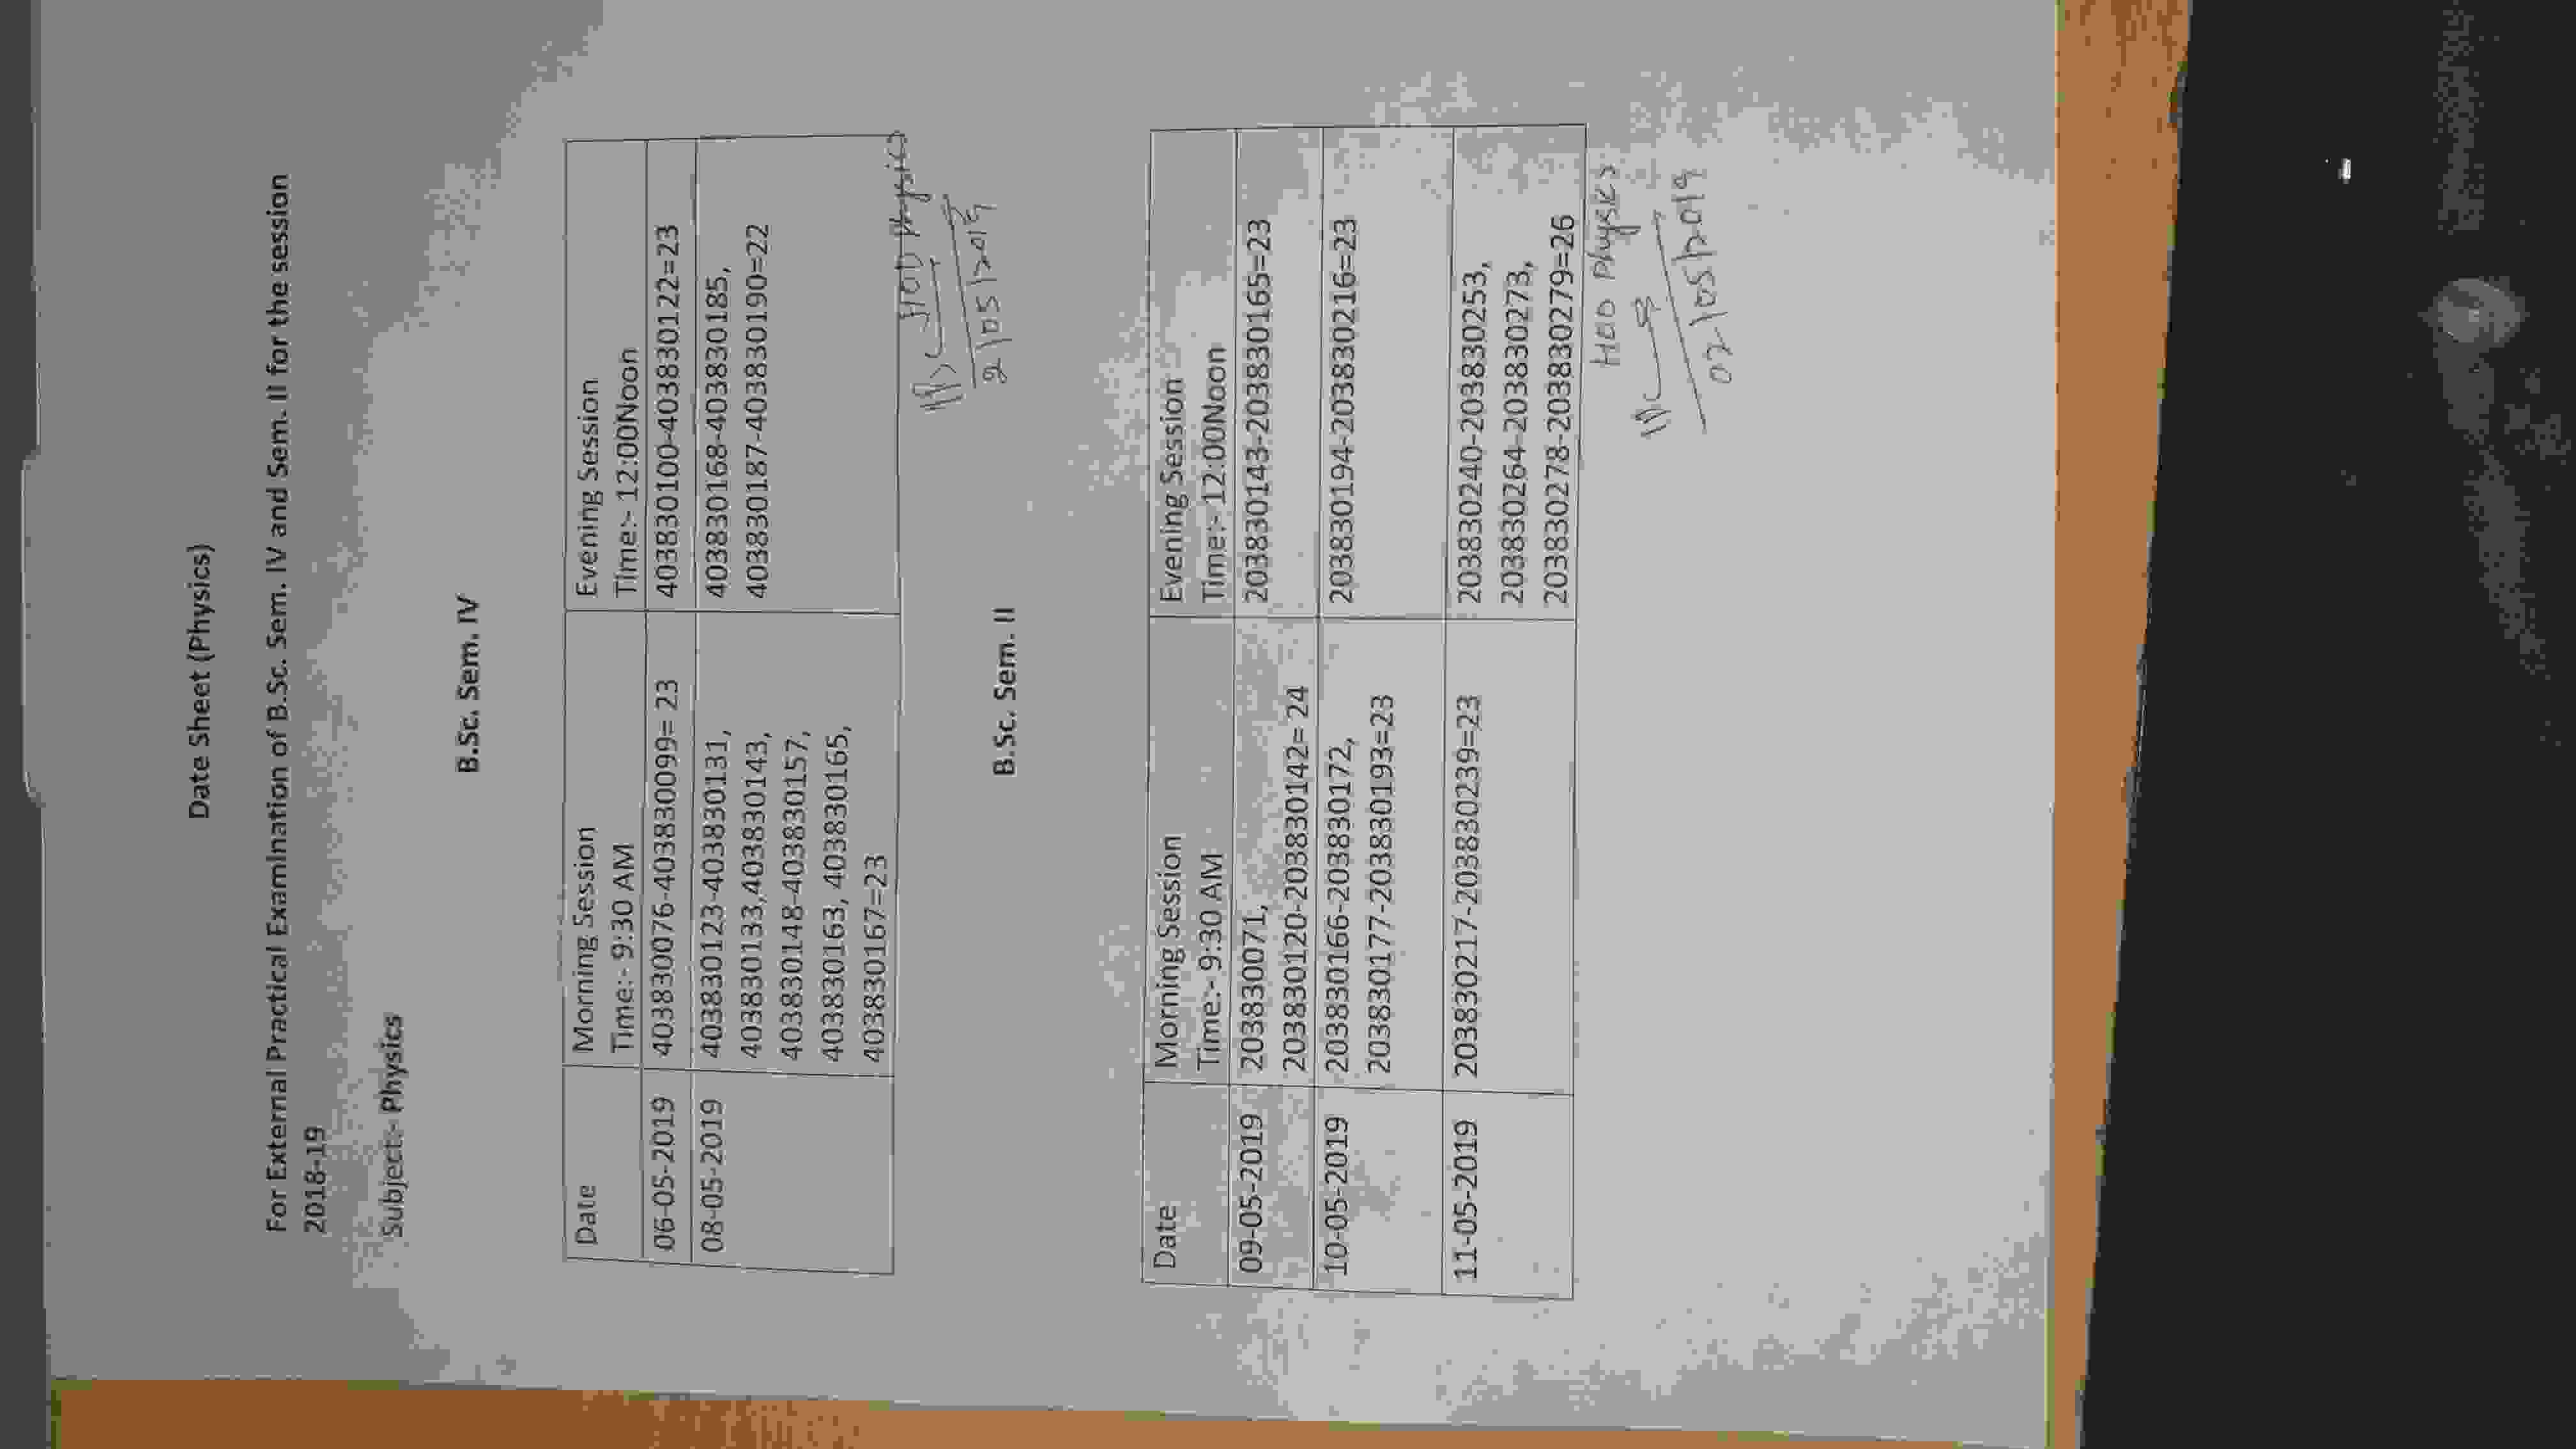 Date Sheet (Physics)
For External Practical Examination of B.Sc. Sem. IV and Sem. II for the session
2018-19
Subject:- Physics
B.Sc. Sem. IV
Date
Morning Session
Time:- 9:30 AM
Evening Session
Time:- 12:00Noon
06-05-2019
403830076-403830099= 23
403830100-403830122=23
08-05-2019
403830123-403830131,
403830133,403830143,
403830148-403830157,
403830163, 403830165,
403830167=23
403830168-403830185,
403830187-403830190=22
HOD Physics
2/05/2019
B.Sc. Sem. II
Date
Morning Session
Time:- 9:30 AM
Evening Session
Time:- 12:00Noon
09-05-2019
203830071,
203830120-203830142= 24
203830143-203830165=23
10-05-2019
203830166-203830172,
203830177-203830193=23
203830194-203830216=23
11-05-2019
203830217-203830239=23
203830240-203830253,
203830264-203830273,
203830278-203830279=26
HOD Physics
02/05/2019